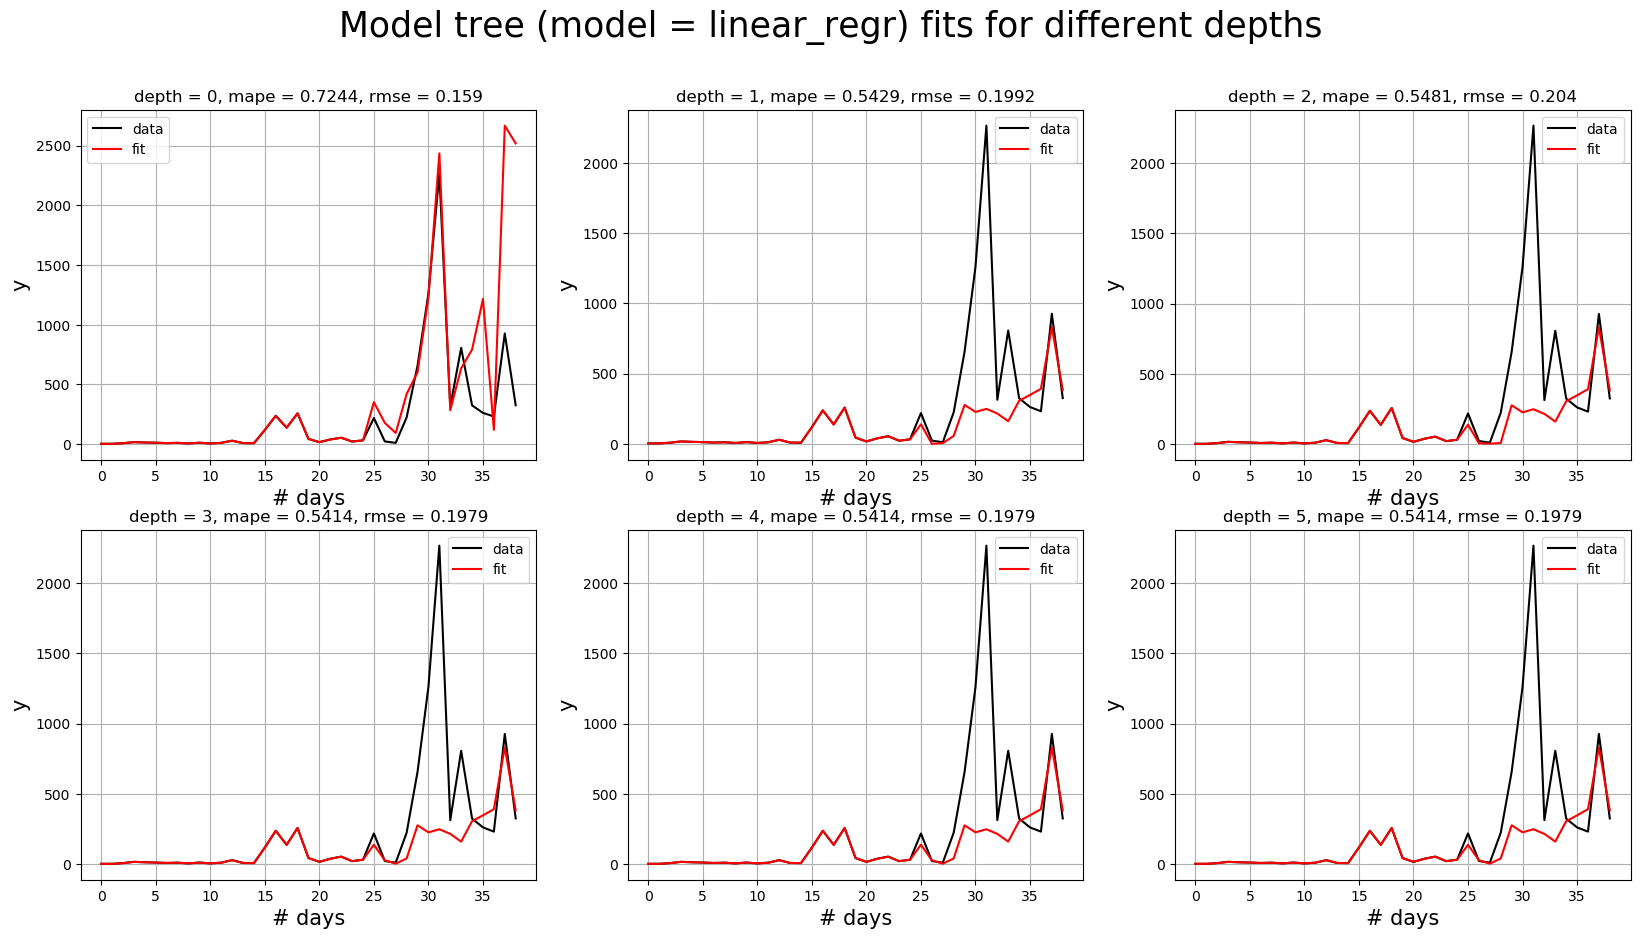 Model tree (model = linear_regr) fits for different depths
depth = 0, mape = 0.7244, rmse = 0.159
data
fit
y
2500
2000
1500
1000
500
0
0 5 10 15 20 25 30 35
# days
depth = 1, mape = 0.5429, rmse = 0.1992
data
fit
y
2000
1500
1000
500
0
0 5 10 15 20 25 30 35
# days
depth = 2, mape = 0.5481, rmse = 0.204
data
fit
y
2000
1500
1000
500
0
0 5 10 15 20 25 30 35
# days
depth = 3, mape = 0.5414, rmse = 0.1979
data
fit
y
2000
1500
1000
500
0
0 5 10 15 20 25 30 35
# days
depth = 4, mape = 0.5414, rmse = 0.1979
data
fit
y
2000
1500
1000
500
0
0 5 10 15 20 25 30 35
# days
depth = 5, mape = 0.5414, rmse = 0.1979
data
fit
y
2000
1500
1000
500
0
0 5 10 15 20 25 30 35
# days